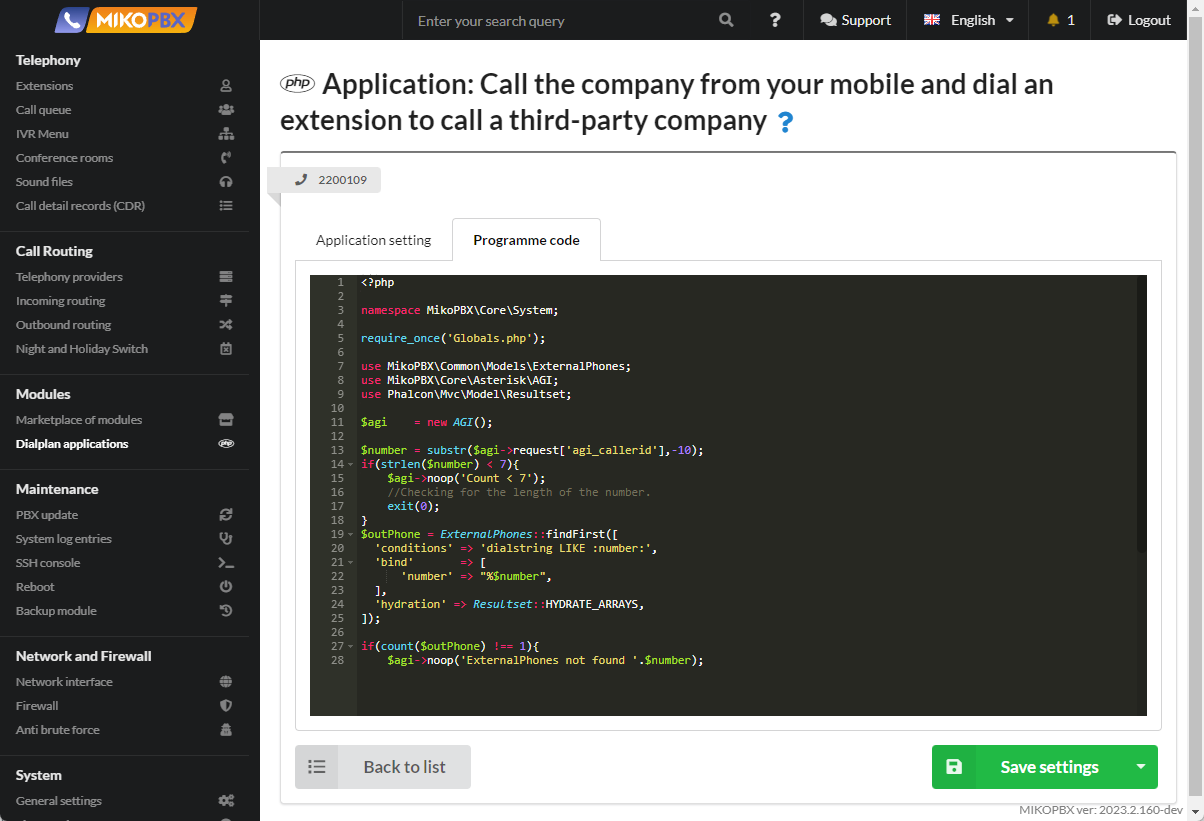 MIKOPBX
Enter your search query
?
Support
English
1
Logout
Telephony
Extensions
Call queue
IVR Menu
Conference rooms
Sound files
Call detail records (CDR)
Call Routing
Telephony providers
Incoming routing
Outbound routing
Night and Holiday Switch
Modules
Marketplace of modules
Dialplan applications
php
Maintenance
PBX update
System log entries
SSH console
Reboot
Backup module
Network and Firewall
Network interface
Firewall
Anti brute force
System
General settings
php Application: Call the company from your mobile and dial an
extension to call a third-party company ?
2200109
Application setting
Programme code
1 <?php
2
3 namespace MikoPBX\Core\System;
4
5 require_once('Globals.php');
6
7 use MikoPBX\Common\Models\ExternalPhones;
8 use MikoPBX\Core\Asterisk\AGI;
9 use Phalcon\Mvc\Model\Resultset;
10
11 $agi    = new AGI();
12
13 $number = substr($agi->request['agi_callerid'],-10);
14 if(strlen($number) < 7){
15     $agi->noop('Count < 7');
16     //Checking for the length of the number.
17     exit(0);
18 }
19 $outPhone = ExternalPhones::findFirst([
20   'conditions' => 'dialstring LIKE :number:',
21   'bind'       => [
22       'number' => "%$number",
23   ],
24   'hydration' => Resultset::HYDRATE_ARRAYS,
25 ]);
26
27 if(count($outPhone) !== 1){
28     $agi->noop('ExternalPhones not found '.$number);
Back to list
Save settings
MIKOPBX ver: 2023.2.160-dev